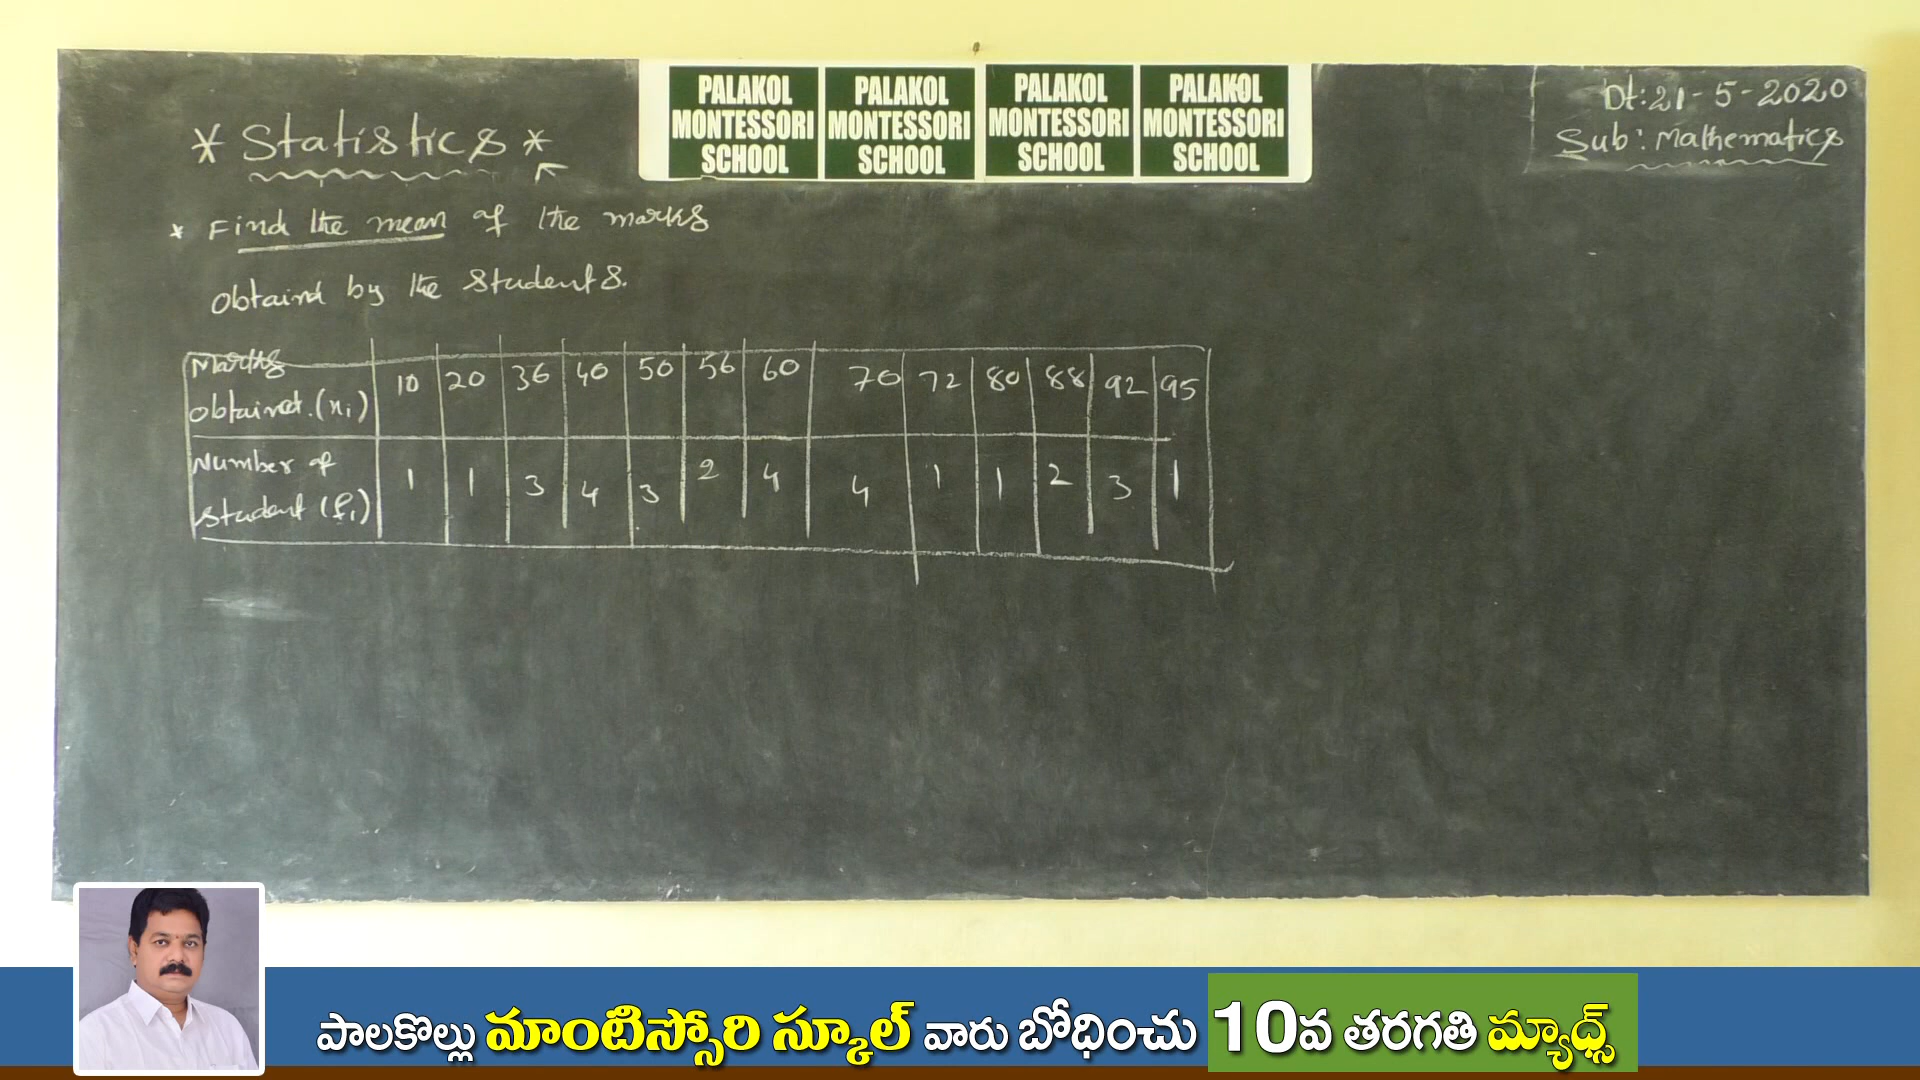 PALAKOL MONTESSORI SCHOOL
PALAKOL MONTESSORI SCHOOL
PALAKOL MONTESSORI SCHOOL
PALAKOL MONTESSORI SCHOOL
Dt:21-5-2020
Sub: Mathematics
* Statistics *
* Find the mean of the marks
obtaind by the students.
Marks obtained.(xi) 10 20 36 40 50 56 60 70 72 80 88 92 95
Number of student (fi) 1 1 3 4 3 2 4 4 1 1 2 3 1
పాలకొల్లు మాంటిస్సోరి స్కూల్ వారు బోధించు 10వ తరగతి మ్యాథ్స్